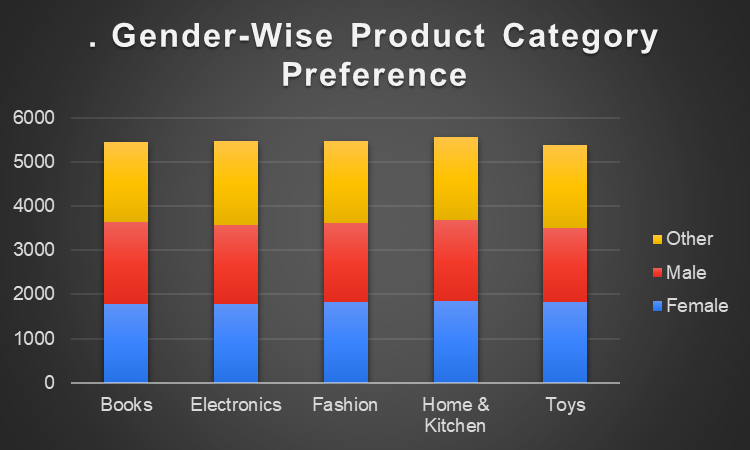 . Gender-Wise Product Category
Preference
6000
5000
4000
3000
2000
1000
0
Books
Electronics
Fashion
Home &
Kitchen
Toys
Other
Male
Female